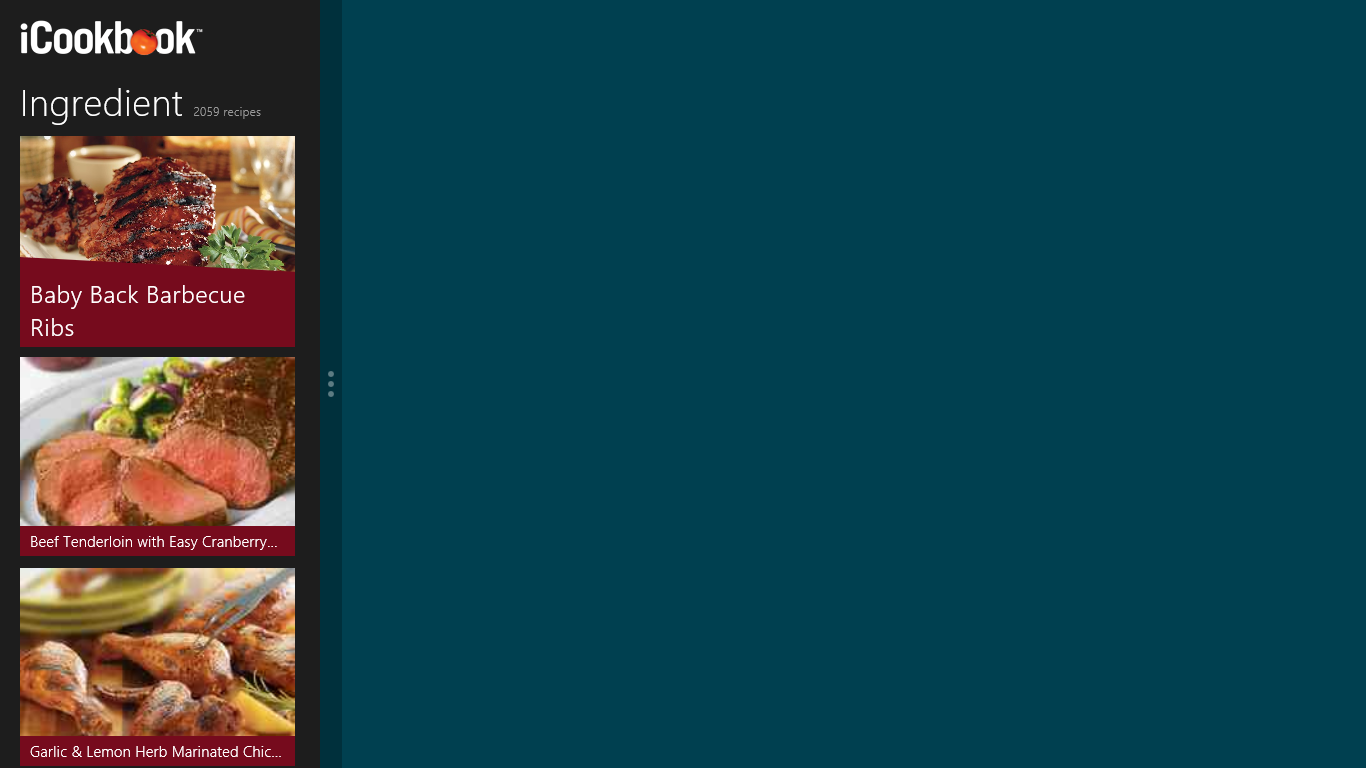 iCookbook™
Ingredient 2059 recipes
Baby Back Barbecue
Ribs
Beef Tenderloin with Easy Cranberry...
Garlic & Lemon Herb Marinated Chic...